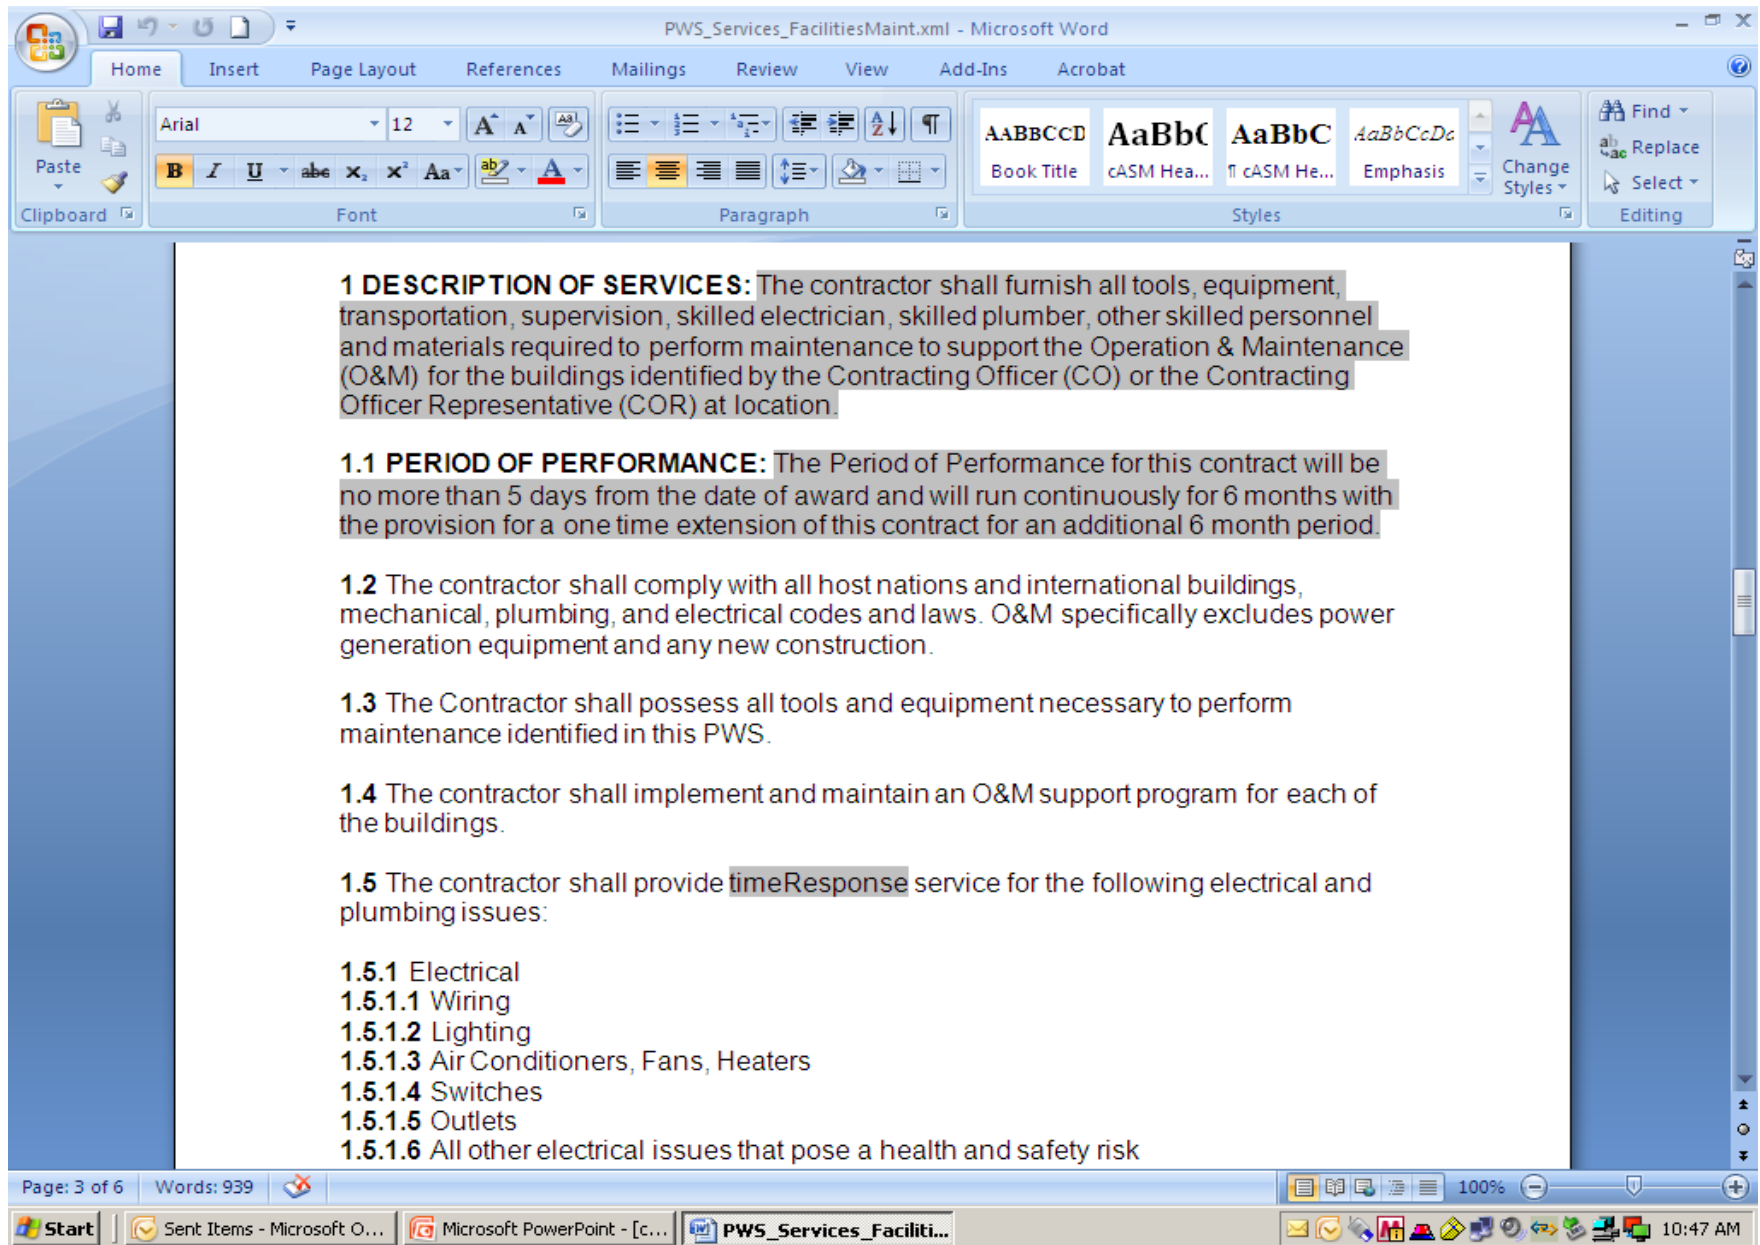 PWS_Services_FacilitiesMaint.xml - Microsoft Word
Home Insert Page Layout References Mailings Review View Add-Ins Acrobat
Arial 12
Paste
B I U abc x₂ x² Aa ab A
AaBbCcD AaBb( AaBbC AaBbCcDc
Book Title cASM Hea... ¶ cASM He... Emphasis
Change
Styles
Find
Replace
Select
Clipboard Font Paragraph Styles Editing
1 DESCRIPTION OF SERVICES: The contractor shall furnish all tools, equipment,
transportation, supervision, skilled electrician, skilled plumber, other skilled personnel
and materials required to perform maintenance to support the Operation & Maintenance
(O&M) for the buildings identified by the Contracting Officer (CO) or the Contracting
Officer Representative (COR) at location.
1.1 PERIOD OF PERFORMANCE: The Period of Performance for this contract will be
no more than 5 days from the date of award and will run continuously for 6 months with
the provision for a one time extension of this contract for an additional 6 month period.
1.2 The contractor shall comply with all host nations and international buildings,
mechanical, plumbing, and electrical codes and laws. O&M specifically excludes power
generation equipment and any new construction.
1.3 The Contractor shall possess all tools and equipment necessary to perform
maintenance identified in this PWS.
1.4 The contractor shall implement and maintain an O&M support program for each of
the buildings.
1.5 The contractor shall provide timeResponse service for the following electrical and
plumbing issues:
1.5.1 Electrical
1.5.1.1 Wiring
1.5.1.2 Lighting
1.5.1.3 Air Conditioners, Fans, Heaters
1.5.1.4 Switches
1.5.1.5 Outlets
1.5.1.6 All other electrical issues that pose a health and safety risk
Page: 3 of 6 Words: 939 100%
Start Sent Items - Microsoft O... Microsoft PowerPoint - [c... PWS_Services_Faciliti... 10:47 AM